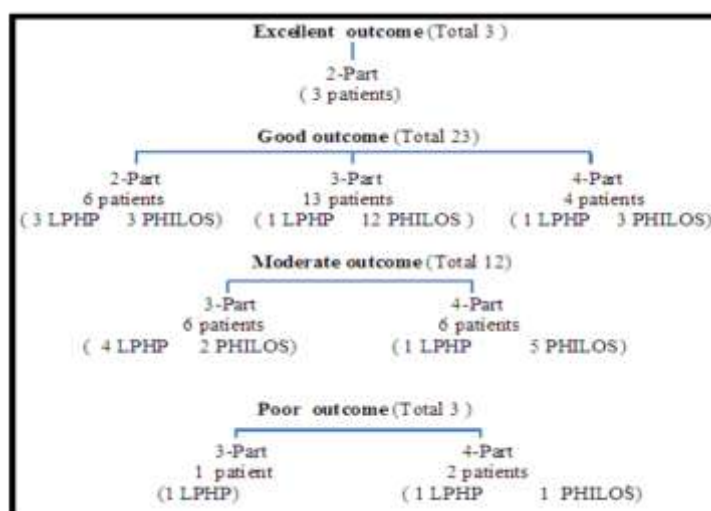 Excellent outcome (Total 3 )
2-Part
( 3 patients)
Good outcome (Total 23)
2-Part 3-Part 4-Part
6 patients 13 patients 4 patients
( 3 LPHP 3 PHILOS) ( 1 LPHP 12 PHILOS ) ( 1 LPHP 3 PHILOS)
Moderate outcome (Total 12)
3-Part 4-Part
6 patients 6 patients
( 4 LPHP 2 PHILOS) ( 1 LPHP 5 PHILOS)
Poor outcome (Total 3 )
3-Part 4-Part
1 patient 2 patients
(1 LPHP) ( 1 LPHP 1 PHILOS)